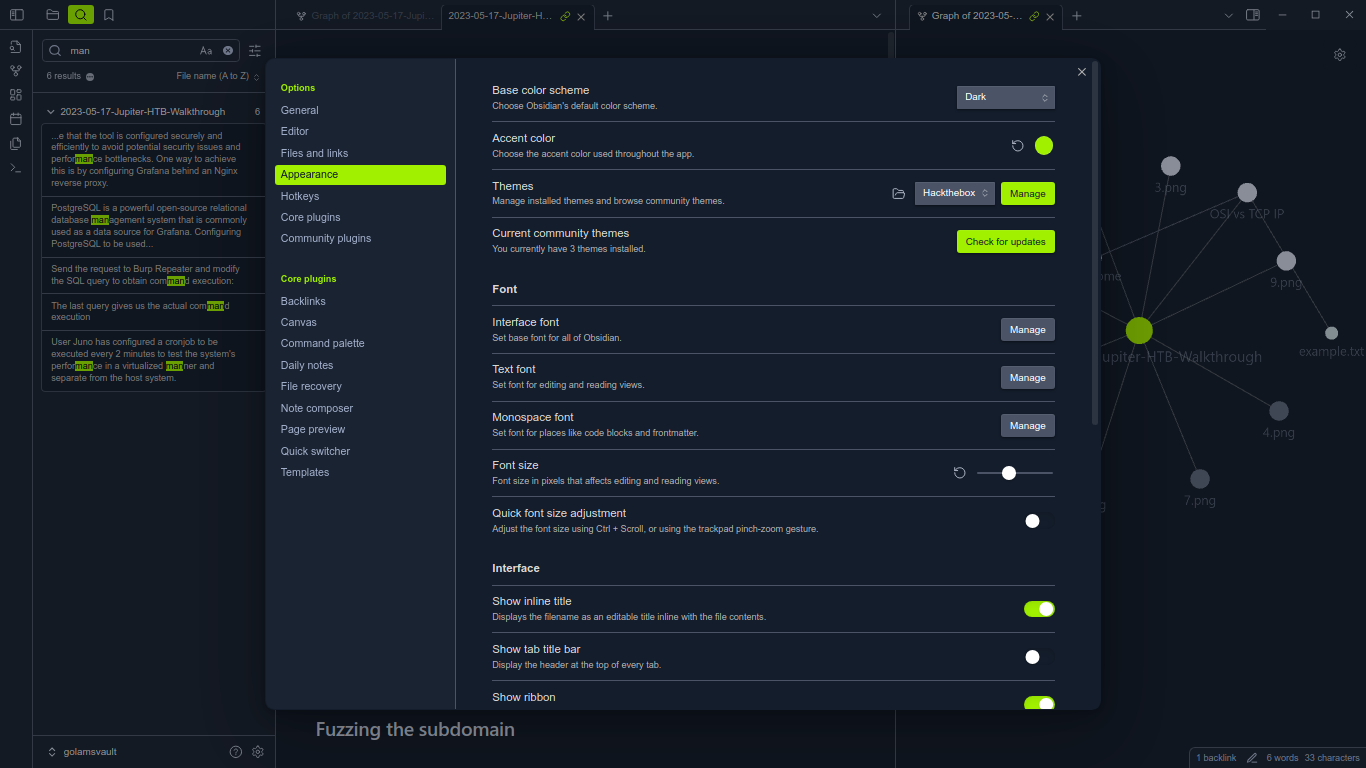 Graph of 2023-05-17-Jupi...
2023-05-17-Jupiter-H...
Graph of 2023-05-...
man
Aa
6 results
File name (A to Z)
2023-05-17-Jupiter-HTB-Walkthrough 6
...e that the tool is configured securely and
efficiently to avoid potential security issues and
performance bottlenecks. One way to achieve
this is by configuring Grafana behind an Nginx
reverse proxy.
PostgreSQL is a powerful open-source relational
database management system that is commonly
used as a data source for Grafana. Configuring
PostgreSQL to be used...
Send the request to Burp Repeater and modify
the SQL query to obtain command execution:
The last query gives us the actual command
execution
User Juno has configured a cronjob to be
executed every 2 minutes to test the system's
performance in a virtualized manner and
separate from the host system.
golamsvault
Options
General
Editor
Files and links
Appearance
Hotkeys
Core plugins
Community plugins
Core plugins
Backlinks
Canvas
Command palette
Daily notes
File recovery
Note composer
Page preview
Quick switcher
Templates
Base color scheme
Choose Obsidian's default color scheme.
Dark
Accent color
Choose the accent color used throughout the app.
Themes
Manage installed themes and browse community themes.
Hackthebox
Manage
Current community themes
You currently have 3 themes installed.
Check for updates
Font
Interface font
Set base font for all of Obsidian.
Manage
Text font
Set font for editing and reading views.
Manage
Monospace font
Set font for places like code blocks and frontmatter.
Manage
Font size
Font size in pixels that affects editing and reading views.
Quick font size adjustment
Adjust the font size using Ctrl + Scroll, or using the trackpad pinch-zoom gesture.
Interface
Show inline title
Displays the filename as an editable title inline with the file contents.
Show tab title bar
Display the header at the top of every tab.
Show ribbon
Fuzzing the subdomain
3.png
OSI vs TCP IP
ome
9.png
example.txt
upiter-HTB-Walkthrough
4.png
7.png
g
1 backlink
6 words
33 characters